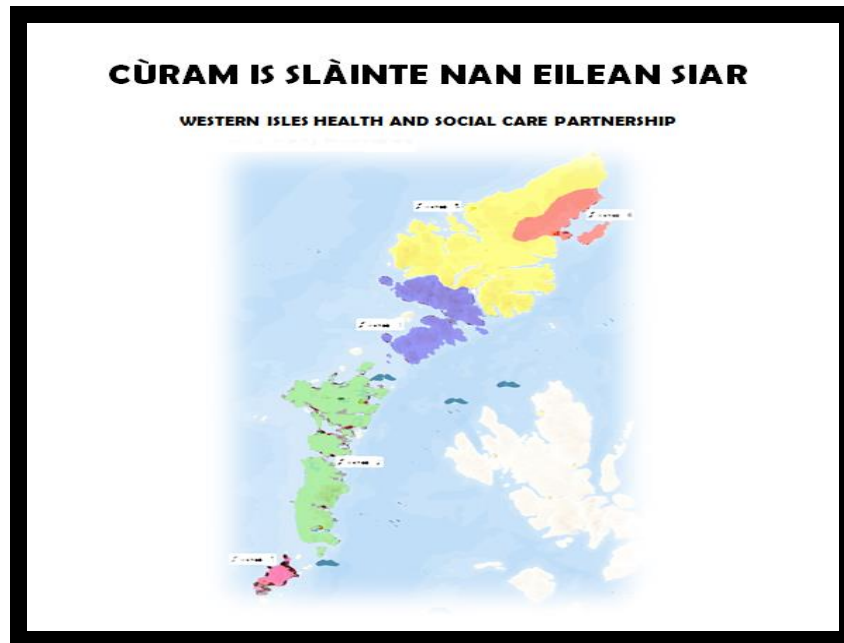 CÙRAM IS SLÀINTE NAN EILEAN SIAR
WESTERN ISLES HEALTH AND SOCIAL CARE PARTNERSHIP